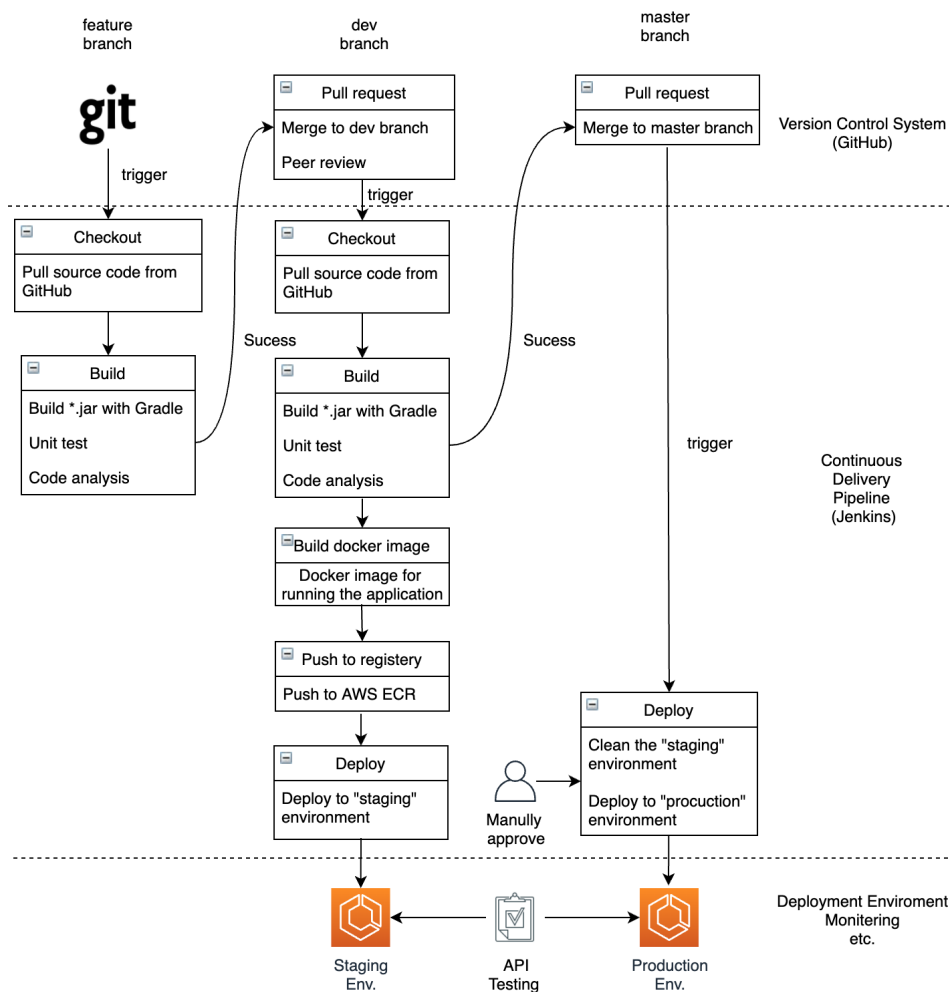 feature
branch
dev
branch
master
branch
git
trigger
Pull request
Merge to dev branch
Peer review
trigger
Pull request
Merge to master branch
Version Control System
(GitHub)
Checkout
Pull source code from
GitHub
Build
Build *.jar with Gradle
Unit test
Code analysis
Sucess
Checkout
Pull source code from
GitHub
Build
Build *.jar with Gradle
Unit test
Code analysis
Sucess
trigger
Continuous
Delivery
Pipeline
(Jenkins)
Build docker image
Docker image for
running the application
Push to registery
Push to AWS ECR
Deploy
Deploy to "staging"
environment
Manully
approve
Deploy
Clean the "staging"
environment
Deploy to "procuction"
environment
Staging
Env.
API
Testing
Production
Env.
Deployment Enviroment
Monitering
etc.